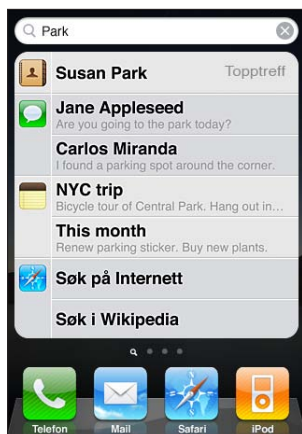 Park
Susan Park Topptreff
Jane Appleseed
Are you going to the park today?
Carlos Miranda
I found a parking spot around the corner.
NYC trip
Bicycle tour of Central Park. Hang out in...
This month
Renew parking sticker. Buy new plants.
Søk på Internett
Søk i Wikipedia
Telefon Mail Safari iPod